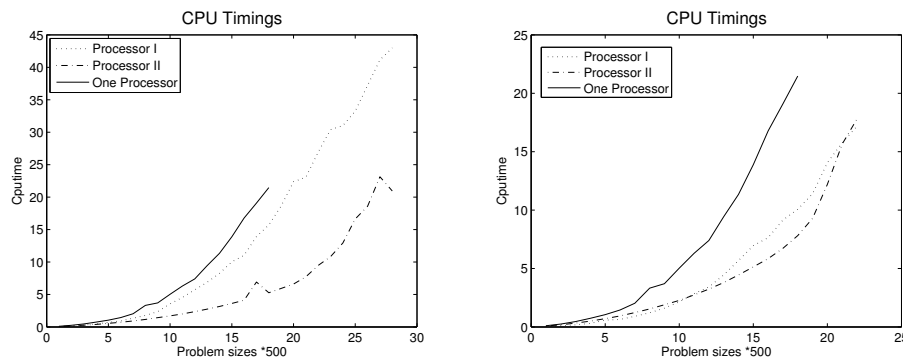 CPU Timings
45
40
35
30
25
20
15
10
5
0
Cputime
Processor I
Processor II
One Processor
0 5 10 15 20 25 30
Problem sizes *500
CPU Timings
25
20
15
10
5
0
Cputime
Processor I
Processor II
One Processor
0 5 10 15 20 25
Problem sizes *500